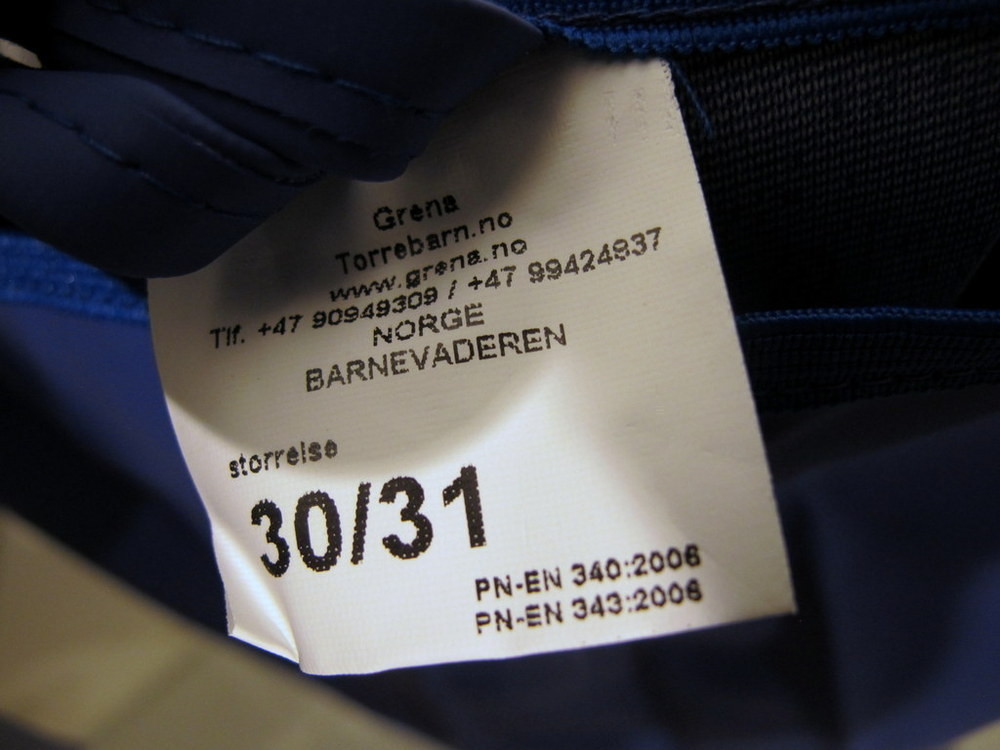 Grena
Torrebarn.no
www.grena.no
Tlf. +47 90949309 / +47 99424937
NORGE
BARNEVADEREN
storrelse
30/31
PN-EN 340:2006
PN-EN 343:2006